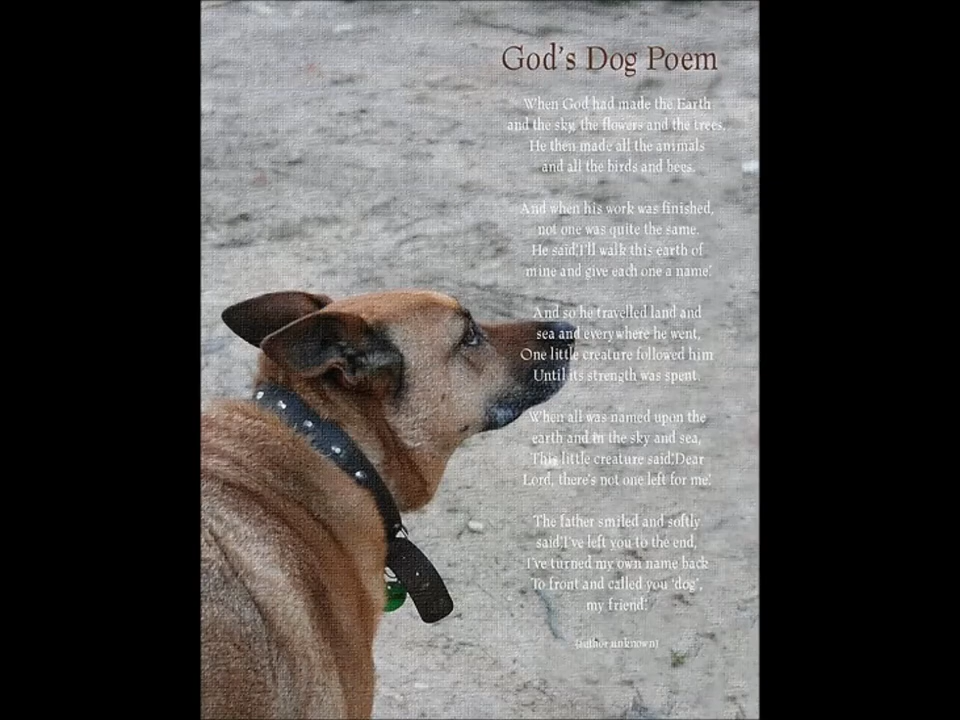 God's Dog Poem
When God had made the Earth
and the sky, the flowers and the trees.
He then made all the animals
and all the birds and bees.
And when his work was finished,
not one was quite the same.
He said,'I'll walk this earth of
mine and give each one a name'.
And so he travelled land and
sea and everywhere he went,
One little creature followed him
Until its strength was spent.
When all was named upon the
earth and in the sky and sea,
This little creature said,'Dear
Lord, there's not one left for me'.
The father smiled and softly
said,'I've left you to the end,
I've turned my own name back
To front and called you 'dog',
my friend'.
(author unknown)